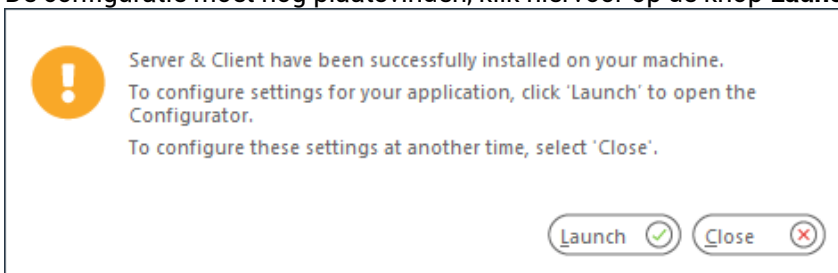 De configuratie moet nog plaatsvinden, klik hiervoor op de knop
Server & Client have been successfully installed on your machine.
To configure settings for your application, click 'Launch' to open the
Configurator.
To configure these settings at another time, select 'Close'.
Launch Close